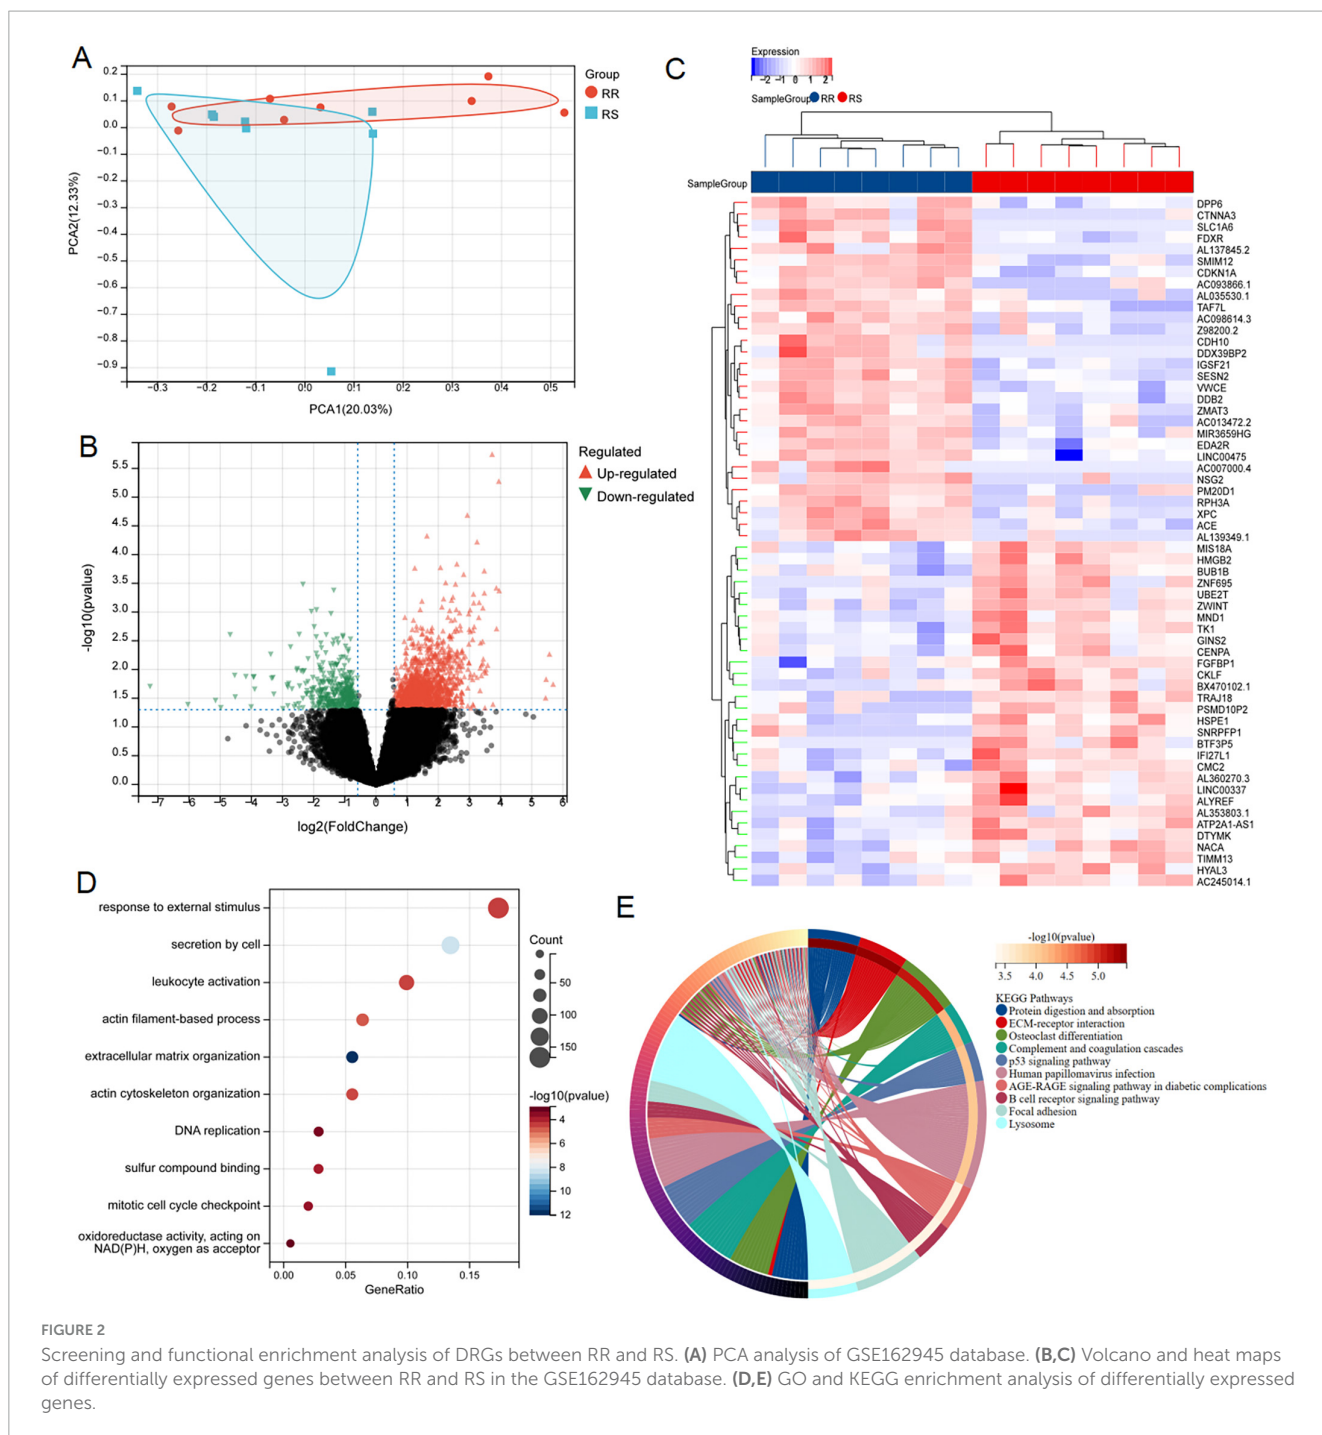 A
0.2
0.1
0.0
−0.1
−0.2
−0.3
−0.4
−0.5
−0.6
−0.7
−0.8
−0.9
PCA2(12.33%)
−0.3
−0.2
−0.1
0.0
0.1
0.2
0.3
0.4
0.5
PCA1(20.03%)
Group
RR
RS
B
5.5
5.0
4.5
4.0
3.5
3.0
2.5
2.0
1.5
1.0
0.5
0.0
-log10(pvalue)
−7
−6
−5
−4
−3
−2
−1
0
1
2
3
4
5
6
log2(FoldChange)
Regulated
Up-regulated
Down-regulated
C
Expression
−2
−1
0
1
2
SampleGroup
RR
RS
SampleGroup
DPP6
CTNNA3
SLC1A6
FDXR
AL137845.2
SMIM12
CDKN1A
AC093866.1
AL035530.1
TAF7L
AC098614.3
Z98200.2
CDH10
DDX39BP2
IGSF21
SESN2
VWCE
DDB2
ZMAT3
AC013472.2
MIR3659HG
EDA2R
LINC00475
AC007000.4
NSG2
PM20D1
RPH3A
XPC
ACE
AL139349.1
MIS18A
HMGB2
BUB1B
ZNF695
UBE2T
ZWINT
MND1
TK1
GINS2
CENPA
FGFBP1
CKLF
BX470102.1
TRAJ18
PSMD10P2
HSPE1
SNRPFP1
BTF3P5
IFI27L1
CMC2
AL360270.3
LINC00337
ALYREF
AL353803.1
ATP2A1-AS1
DTYMK
NACA
TIMM13
HYAL3
AC245014.1
D
response to external stimulus
secretion by cell
leukocyte activation
actin filament-based process
extracellular matrix organization
actin cytoskeleton organization
DNA replication
sulfur compound binding
mitotic cell cycle checkpoint
oxidoreductase activity, acting on
NAD(P)H, oxygen as acceptor
0.00
0.05
0.10
0.15
GeneRatio
Count
50
100
150
-log10(pvalue)
4
6
8
10
12
E
-log10(pvalue)
3.5
4.0
4.5
5.0
KEGG Pathways
Protein digestion and absorption
ECM-receptor interaction
Osteoclast differentiation
Complement and coagulation cascades
p53 signaling pathway
Human papillomavirus infection
AGE-RAGE signaling pathway in diabetic complications
B cell receptor signaling pathway
Focal adhesion
Lysosome
FIGURE 2
Screening and functional enrichment analysis of DRGs between RR and RS. (A) PCA analysis of GSE162945 database. (B,C) Volcano and heat maps
of differentially expressed genes between RR and RS in the GSE162945 database. (D,E) GO and KEGG enrichment analysis of differentially expressed
genes.